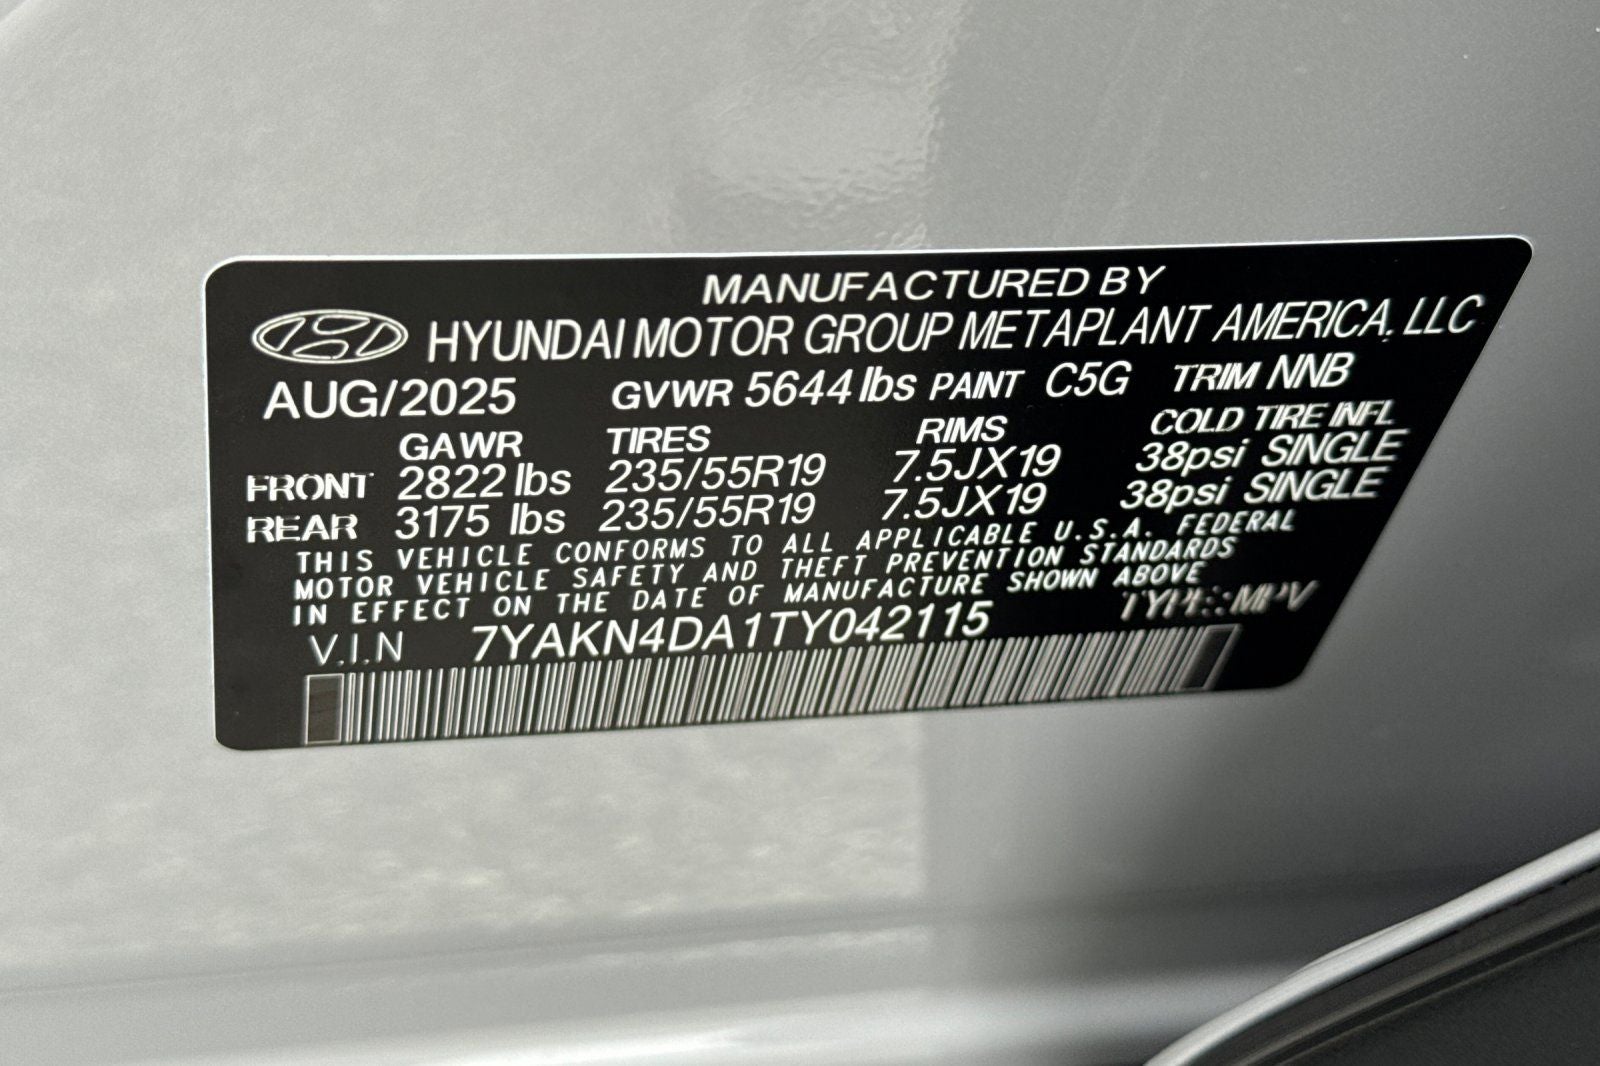 MANUFACTURED BY
HYUNDAI MOTOR GROUP METAPLANT AMERICA, LLC
AUG/2025 GVWR 5644 lbs PAINT C5G TRIM NNB
GAWR TIRES RIMS COLD TIRE INFL
FRONT 2822 lbs 235/55R19 7.5JX19 38psi SINGLE
REAR 3175 lbs 235/55R19 7.5JX19 38psi SINGLE
THIS VEHICLE CONFORMS TO ALL APPLICABLE U.S.A. FEDERAL
MOTOR VEHICLE SAFETY AND THEFT PREVENTION STANDARDS
IN EFFECT ON THE DATE OF MANUFACTURE SHOWN ABOVE
V.I.N 7YAKN4DA1TY042115 TYPE:MPV